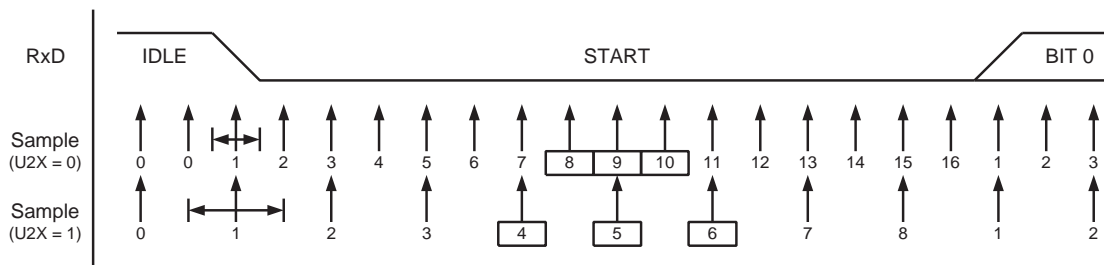 RxD IDLE START BIT 0
Sample
(U2X = 0)
0 0 1 2 3 4 5 6 7 8 9 10 11 12 13 14 15 16 1 2 3
Sample
(U2X = 1)
0 1 2 3 4 5 6 7 8 1 2